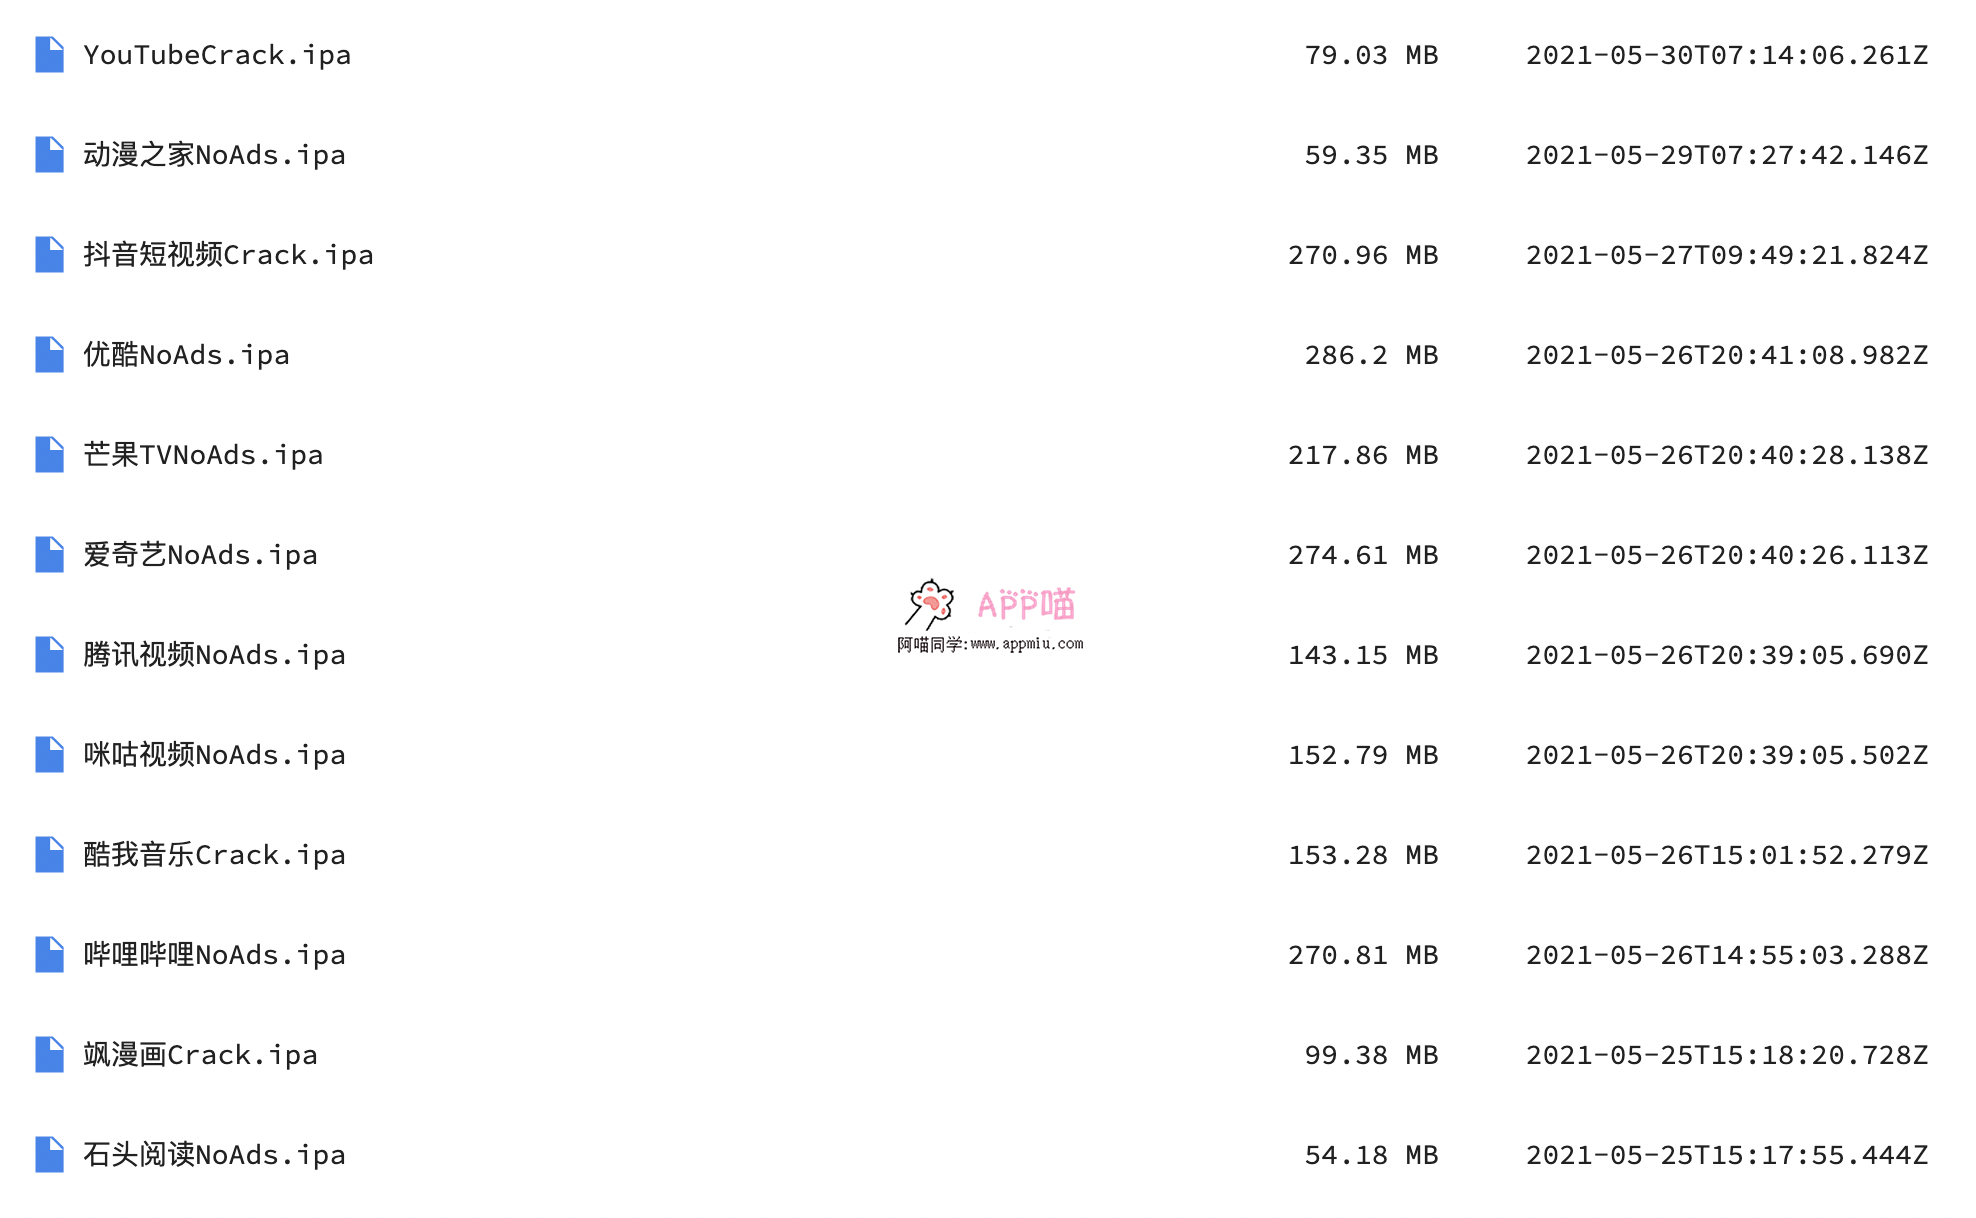 YouTubeCrack.ipa 79.03 MB 2021-05-30T07:14:06.261Z
动漫之家NoAds.ipa 59.35 MB 2021-05-29T07:27:42.146Z
抖音短视频Crack.ipa 270.96 MB 2021-05-27T09:49:21.824Z
优酷NoAds.ipa 286.2 MB 2021-05-26T20:41:08.982Z
芒果TVNoAds.ipa 217.86 MB 2021-05-26T20:40:28.138Z
爱奇艺NoAds.ipa 274.61 MB 2021-05-26T20:40:26.113Z
APP喵
阿喵同学:www.appmiu.com
腾讯视频NoAds.ipa 143.15 MB 2021-05-26T20:39:05.690Z
咪咕视频NoAds.ipa 152.79 MB 2021-05-26T20:39:05.502Z
酷我音乐Crack.ipa 153.28 MB 2021-05-26T15:01:52.279Z
哔哩哔哩NoAds.ipa 270.81 MB 2021-05-26T14:55:03.288Z
飒漫画Crack.ipa 99.38 MB 2021-05-25T15:18:20.728Z
石头阅读NoAds.ipa 54.18 MB 2021-05-25T15:17:55.444Z